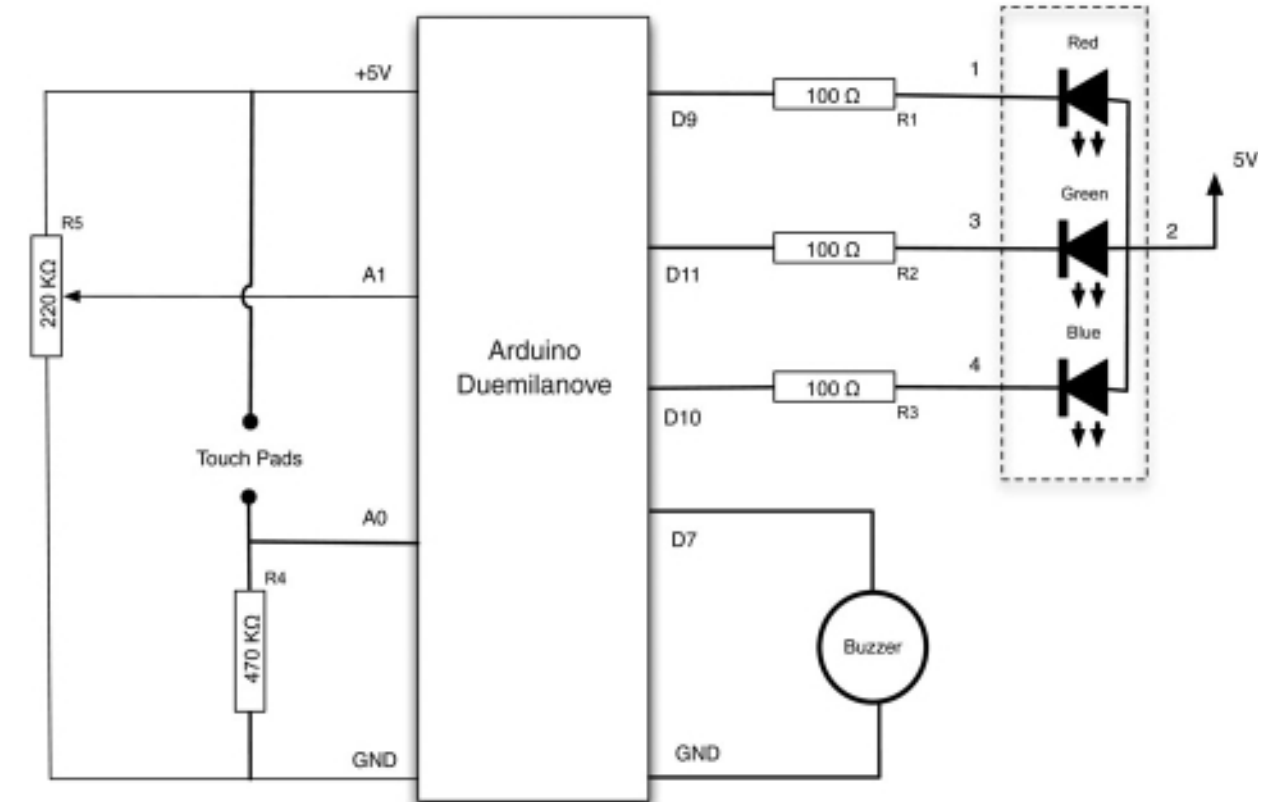 Red
+5V
1
100 Ω
D9
R1
5V
Green
R5
3
2
100 Ω
A1
D11
R2
220 KΩ
Blue
Arduino
Duemilanove
4
100 Ω
D10
R3
Touch Pads
A0
D7
R4
470 KΩ
Buzzer
GND
GND